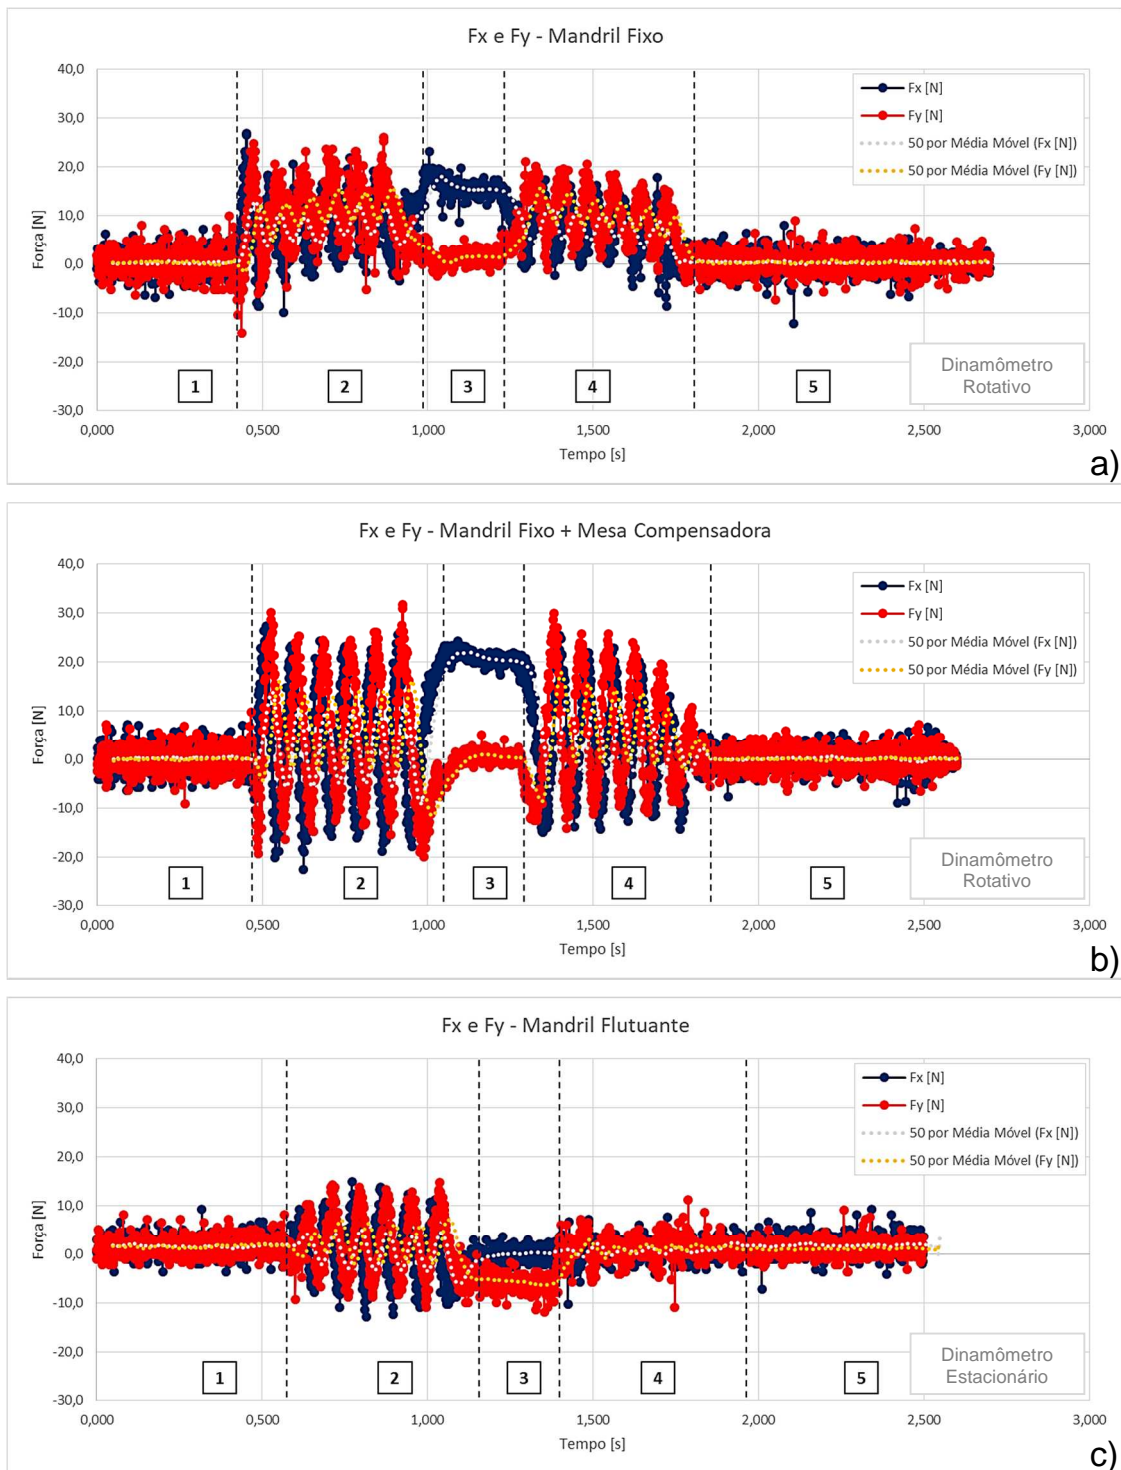 Fx e Fy - Mandril Fixo
40,0
30,0
20,0
10,0
0,0
-10,0
-20,0
-30,0
Força [N]
Fx [N]
Fy [N]
50 por Média Móvel (Fx [N])
50 por Média Móvel (Fy [N])
1 2 3 4 5
Dinamômetro
Rotativo
0,000 0,500 1,000 1,500 2,000 2,500 3,000
Tempo [s]
a)
Fx e Fy - Mandril Fixo + Mesa Compensadora
40,0
30,0
20,0
10,0
0,0
-10,0
-20,0
-30,0
Força [N]
Fx [N]
Fy [N]
50 por Média Móvel (Fx [N])
50 por Média Móvel (Fy [N])
1 2 3 4 5
Dinamômetro
Rotativo
0,000 0,500 1,000 1,500 2,000 2,500 3,000
Tempo [s]
b)
Fx e Fy - Mandril Flutuante
40,0
30,0
20,0
10,0
0,0
-10,0
-20,0
-30,0
Força [N]
Fx [N]
Fy [N]
50 por Média Móvel (Fx [N])
50 por Média Móvel (Fy [N])
1 2 3 4 5
Dinamômetro
Estacionário
0,000 0,500 1,000 1,500 2,000 2,500 3,000
Tempo [s]
c)